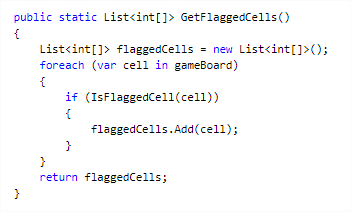 public static List<int[]> GetFlaggedCells()
{
    List<int[]> flaggedCells = new List<int[]>();
    foreach (var cell in gameBoard)
    {
        if (IsFlaggedCell(cell))
        {
            flaggedCells.Add(cell);
        }
    }
    return flaggedCells;
}